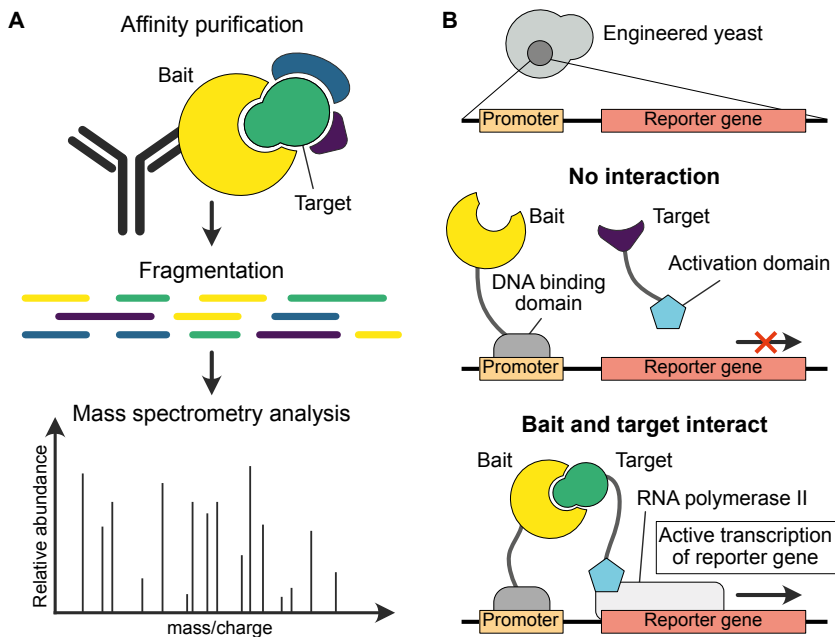 A
Affinity purification
Bait
Target
Fragmentation
Mass spectrometry analysis
Relative abundance
mass/charge
B
Engineered yeast
Promoter
Reporter gene
No interaction
Bait
Target
Activation domain
DNA binding
domain
Promoter
Reporter gene
Bait and target interact
Bait
Target
RNA polymerase II
Active transcription
of reporter gene
Promoter
Reporter gene